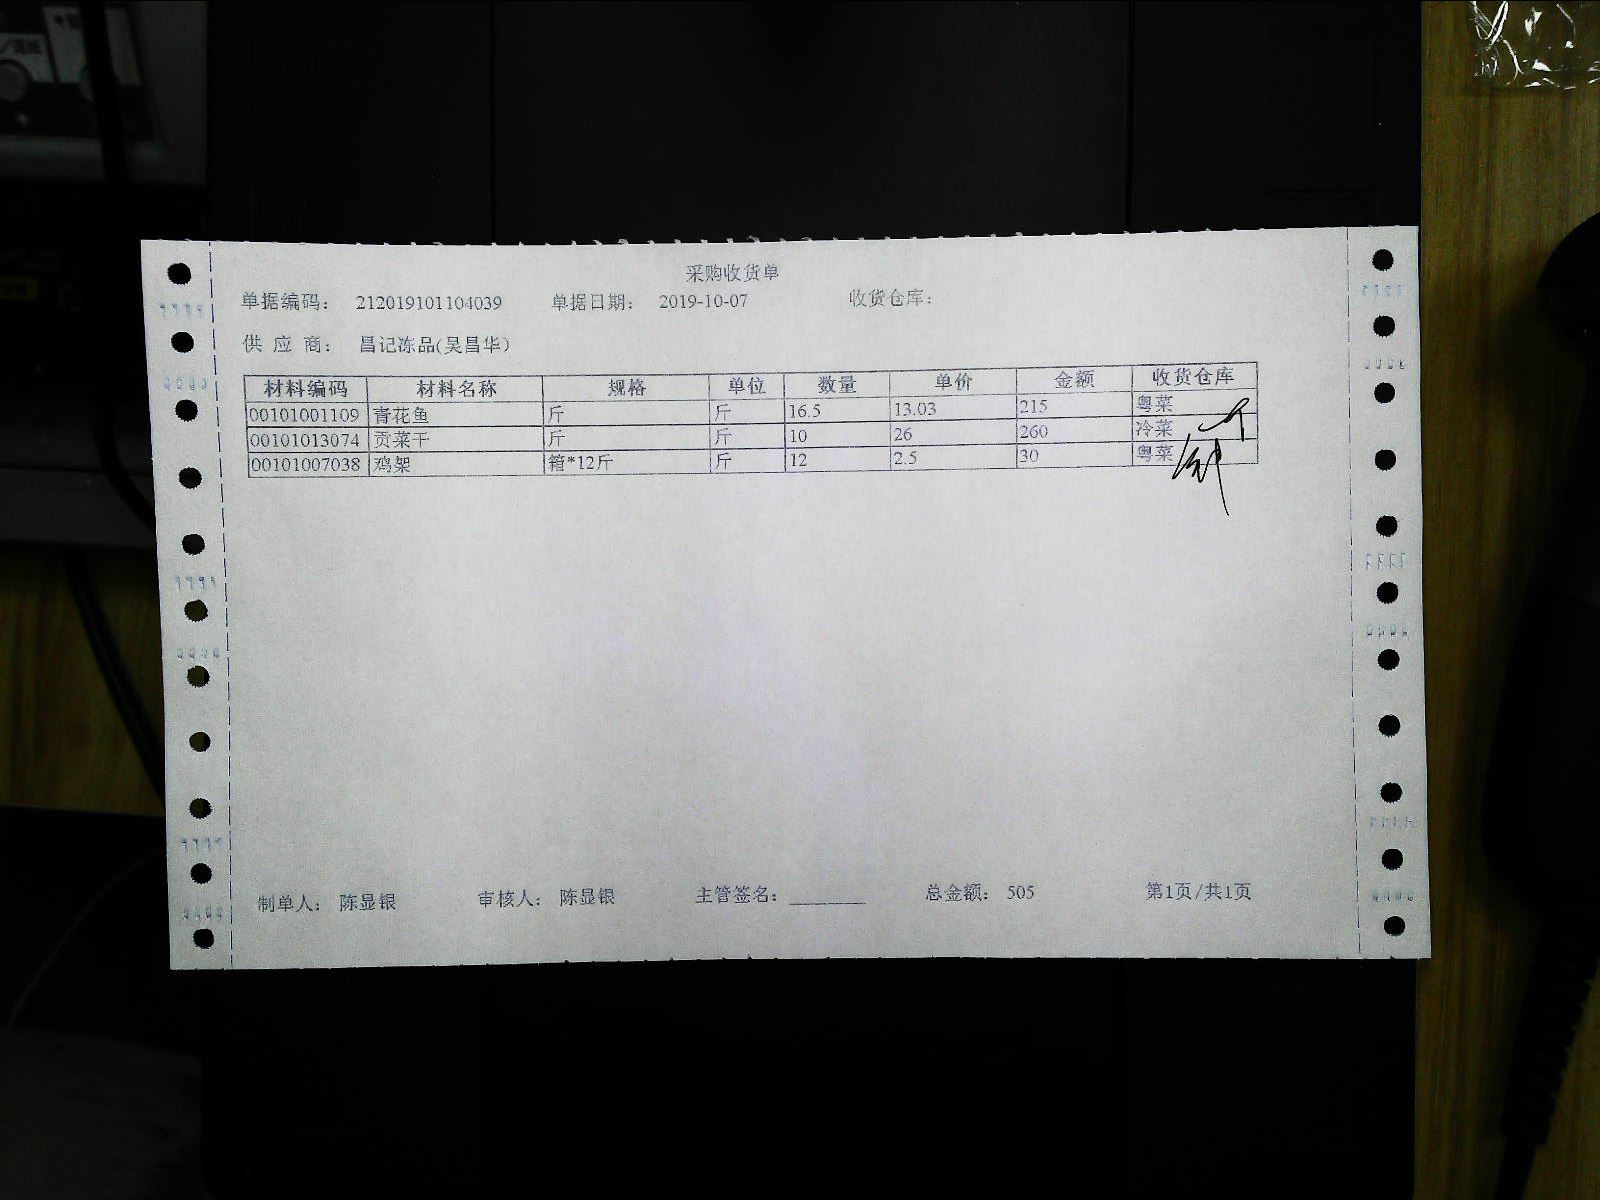 采购收货单
单据编码： 212019101104039 单据日期： 2019-10-07 收货仓库：
供 应 商： 昌记冻品(吴昌华)
材料编码 材料名称 规格 单位 数量 单价 金额 收货仓库
00101001109 青花鱼 斤 斤 16.5 13.03 215 粤菜
00101013074 贡菜干 斤 斤 10 26 260 冷菜
00101007038 鸡架 箱*12斤 斤 12 2.5 30 粤菜
制单人： 陈显银 审核人： 陈显银 主管签名：________ 总金额： 505 第1页/共1页